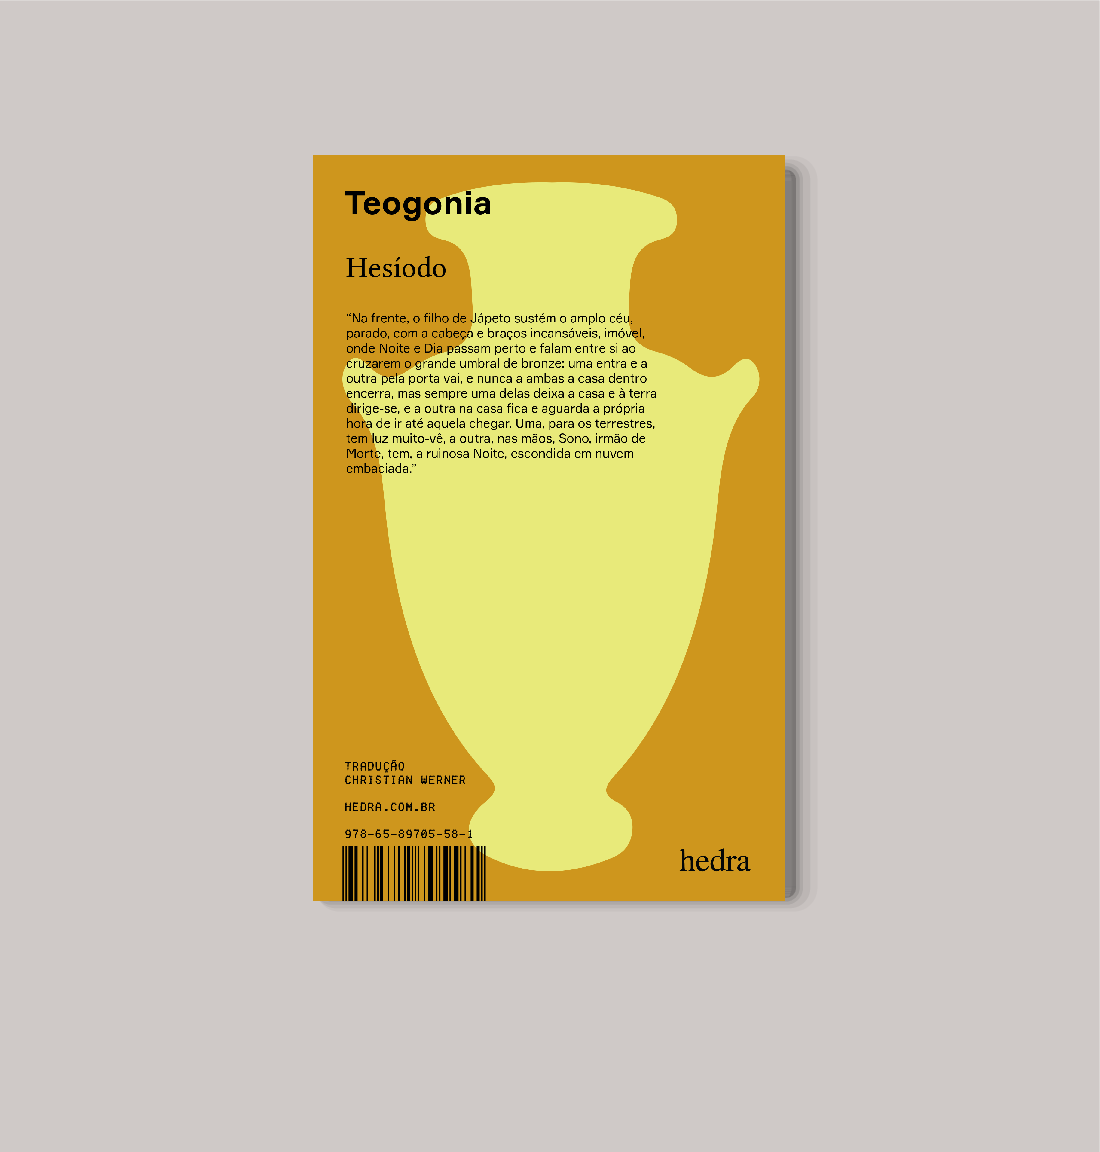 Teogonia
Hesíodo
“Na frente, o filho de Jápeto sustém o amplo céu,
parado, com a cabeça e braços incansáveis, imóvel,
onde Noite e Dia passam perto e falam entre si ao
cruzarem o grande umbral de bronze: uma entra e a
outra pela porta vai, e nunca a ambas a casa dentro
encerra, mas sempre uma delas deixa a casa e à terra
dirige-se, e a outra na casa fica e aguarda a própria
hora de ir até aquela chegar. Uma, para os terrestres,
tem luz muito-vê, a outra, nas mãos, Sono, irmão de
Morte, tem, a ruinosa Noite, escondida em nuvem
embaciada.”
TRADUÇÃO
CHRISTIAN WERNER
HEDRA.COM.BR
978-65-89705-58-1
hedra